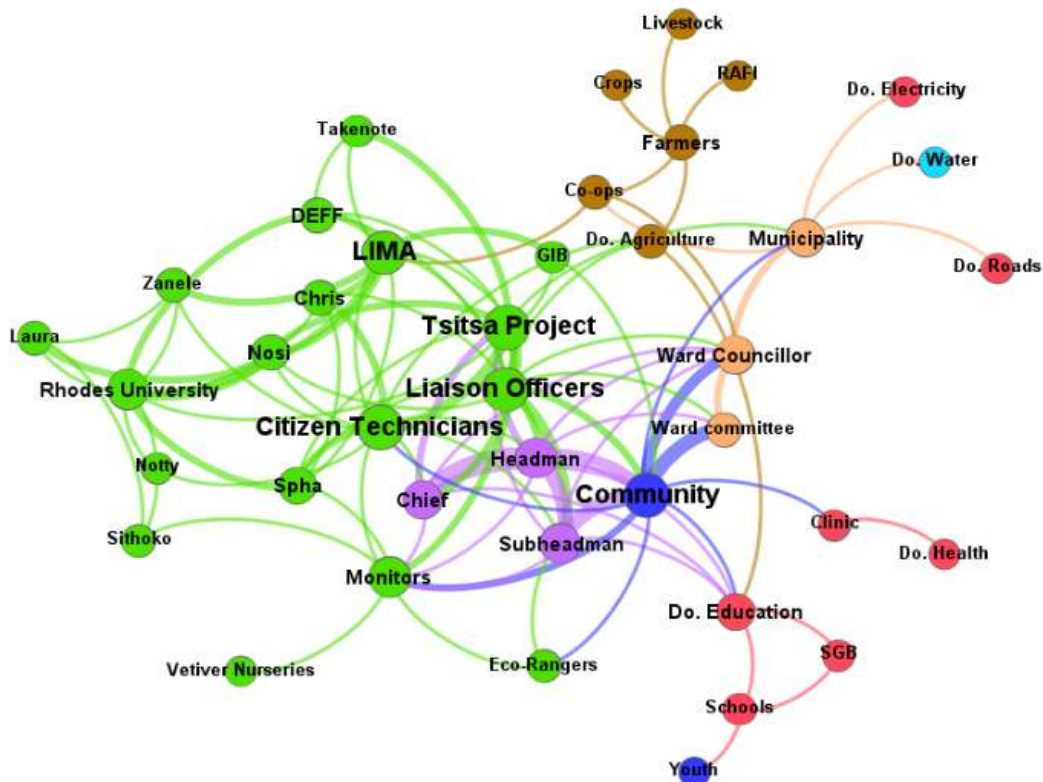 Livestock
Crops
RAFI
Do. Electricity
Takenote
Farmers
Do. Water
Co-ops
DEFF
Do. Agriculture
Municipality
LIMA
GIB
Do. Roads
Zanele
Chris
Tsitsa Project
Laura
Nosi
Ward Councillor
Rhodes University
Liaison Officers
Citizen Technicians
Ward committee
Headman
Notty
Spha
Chief
Community
Clinic
Sithoko
Subheadman
Do. Health
Monitors
Do. Education
Vetiver Nurseries
Eco-Rangers
SGB
Schools
Youth